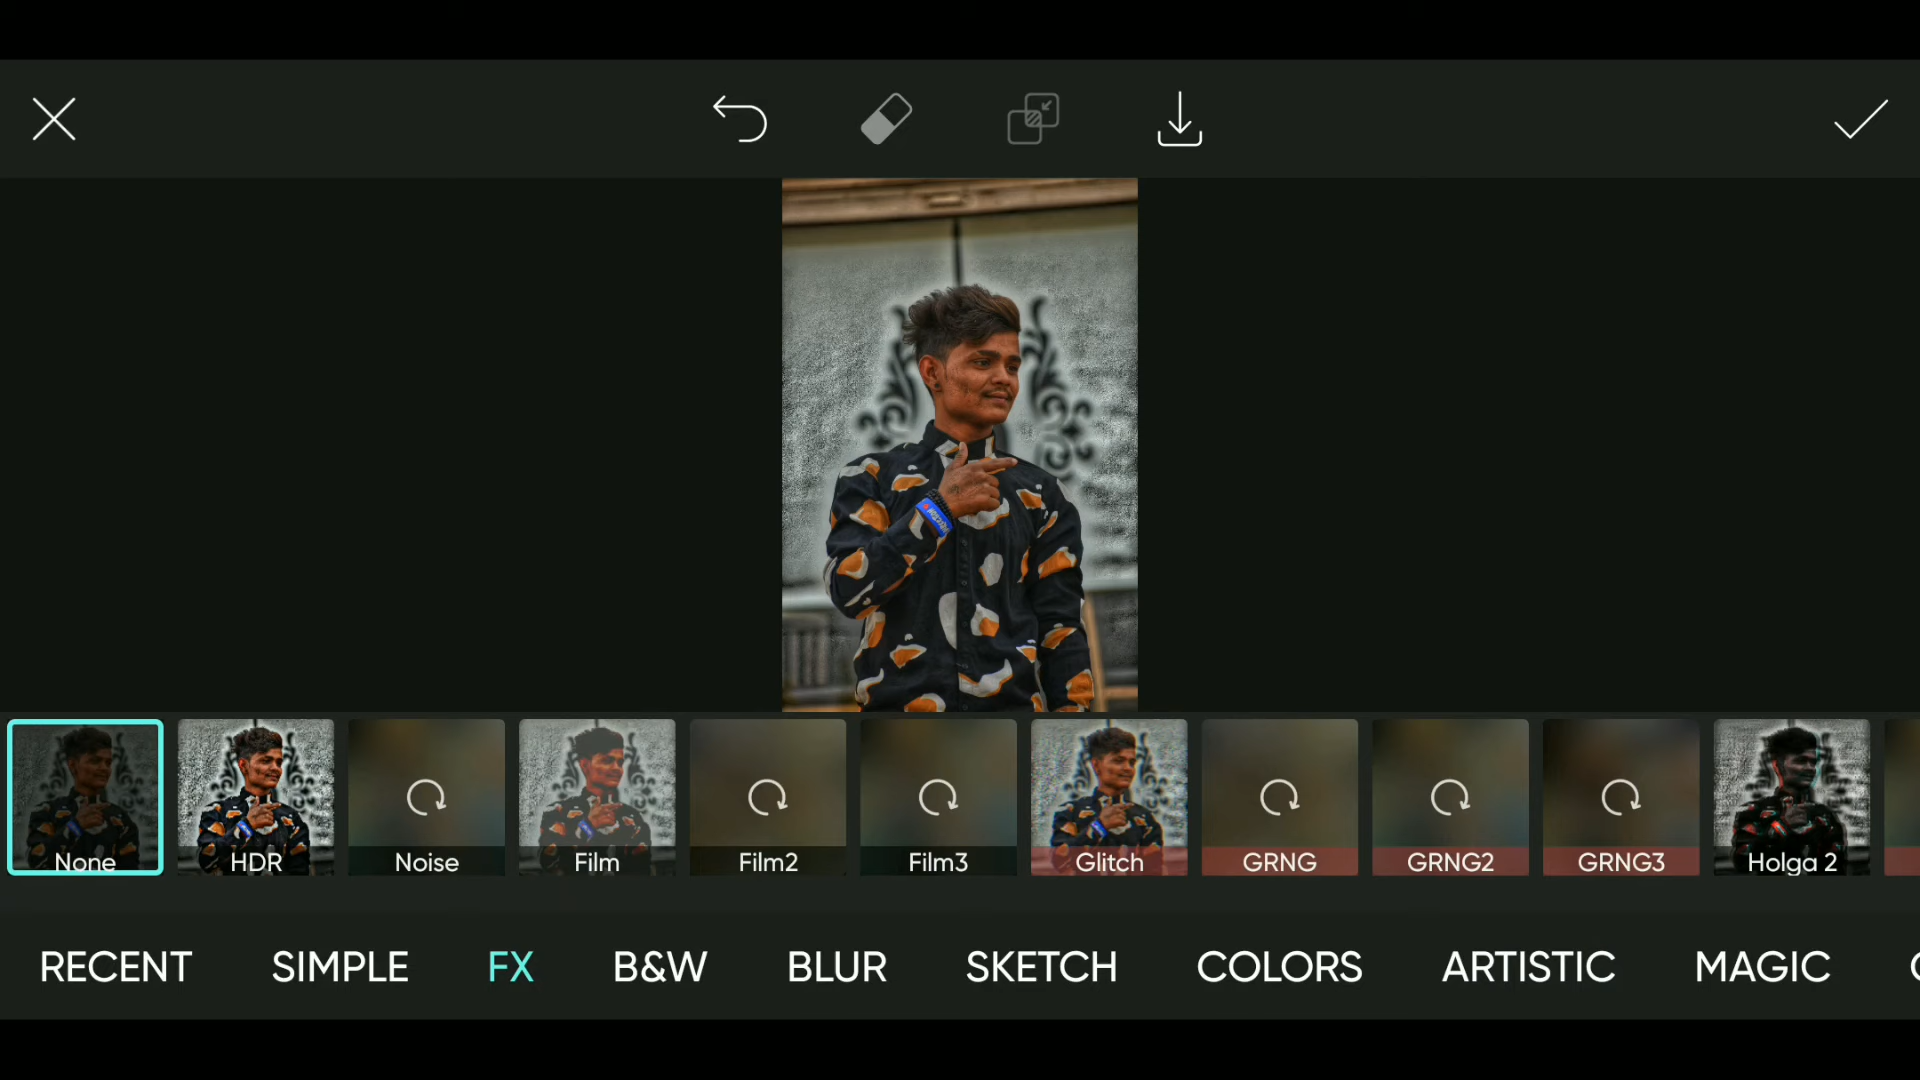 None HDR Noise Film Film2 Film3 Glitch GRNG GRNG2 GRNG3 Holga 2
RECENT SIMPLE FX B&W BLUR SKETCH COLORS ARTISTIC MAGIC